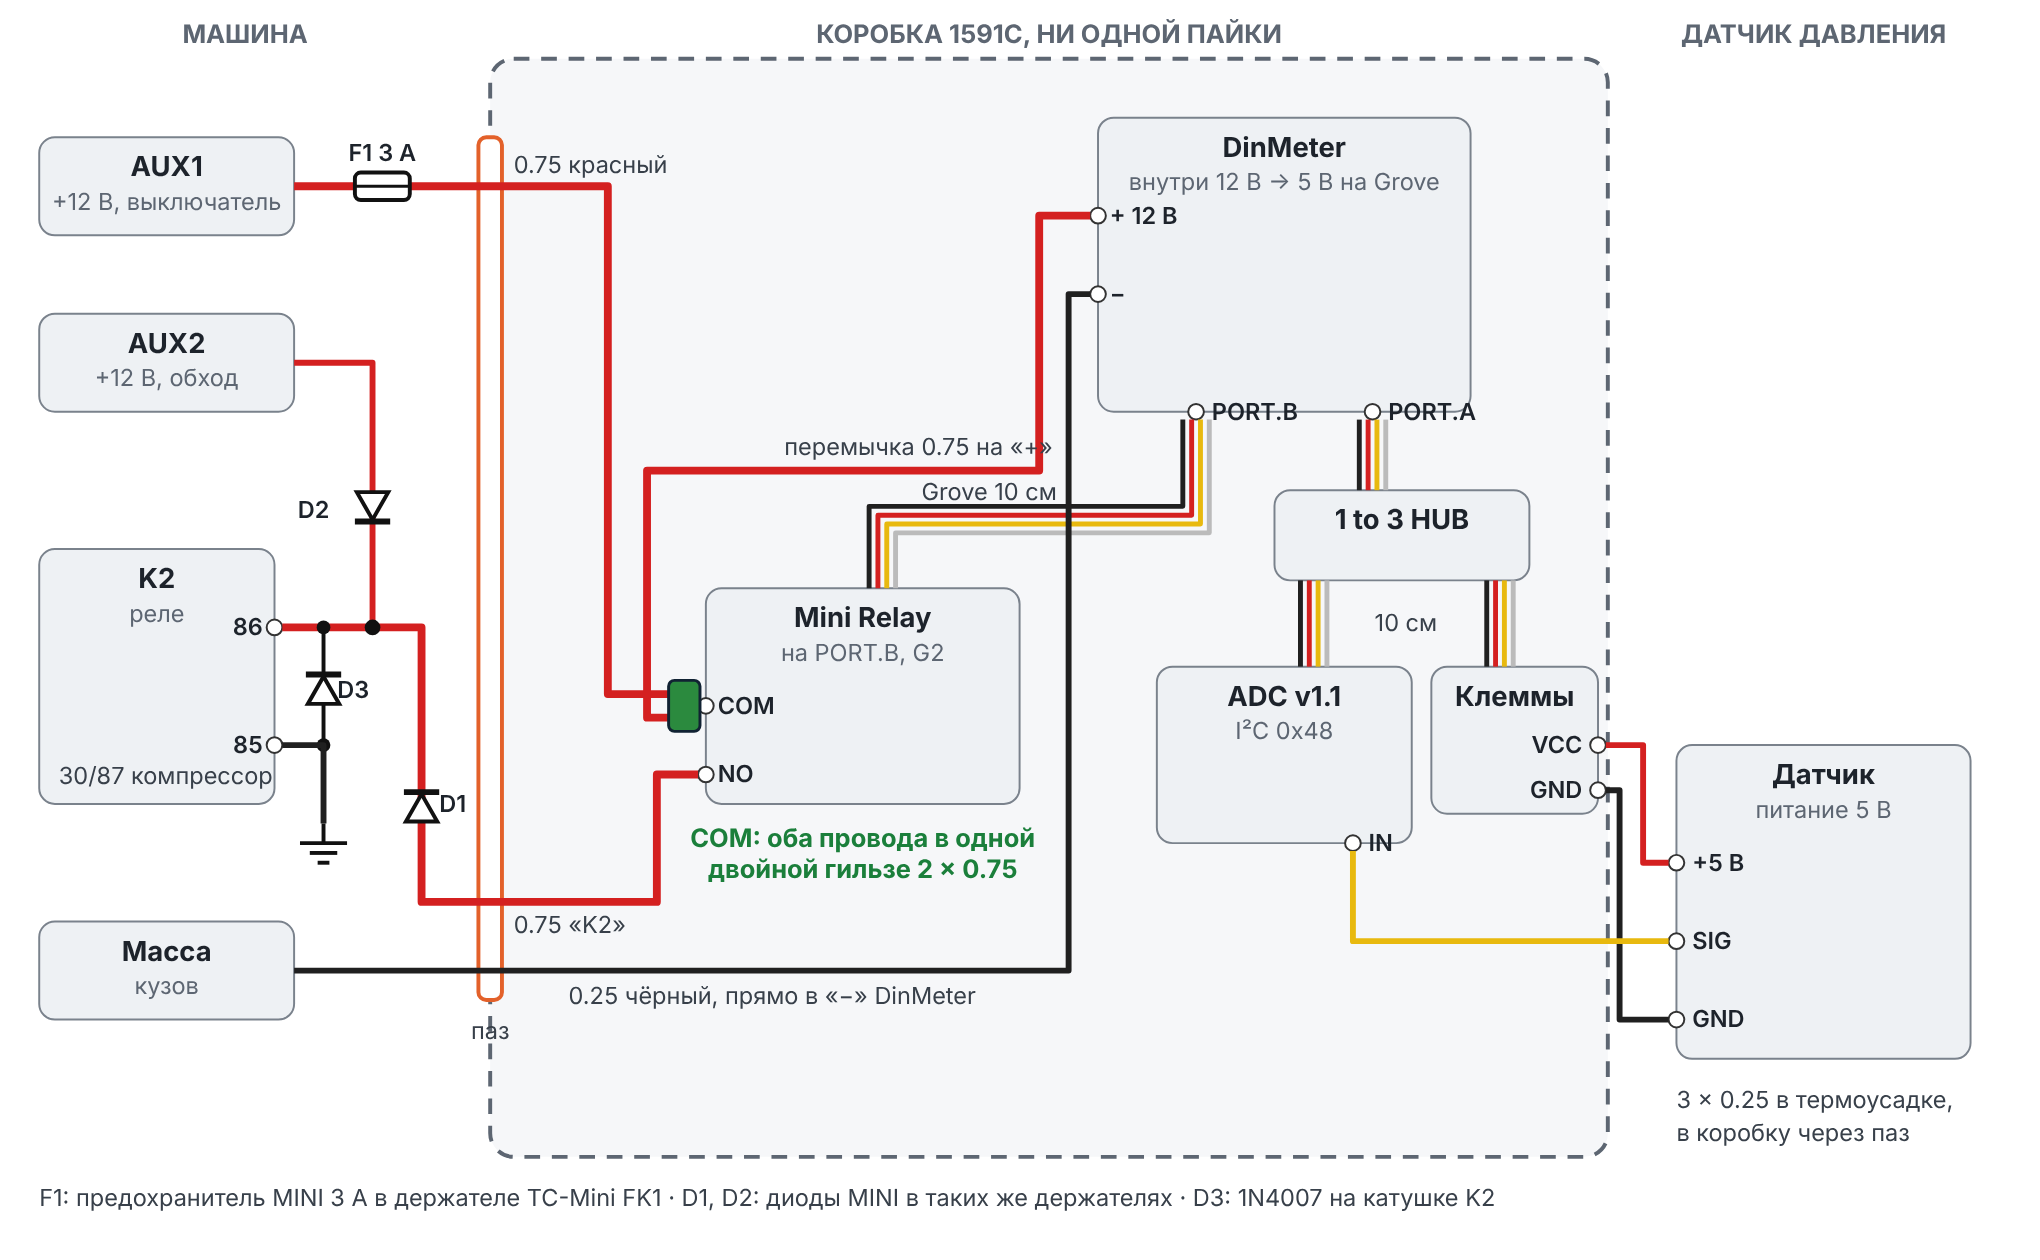 МАШИНА
КОРОБКА 1591C, НИ ОДНОЙ ПАЙКИ
ДАТЧИК ДАВЛЕНИЯ
AUX1
+12 В, выключатель
F1 3 А
0.75 красный
DinMeter
внутри 12 В → 5 В на Grove
+ 12 В
−
PORT.B
PORT.A
AUX2
+12 В, обход
D2
перемычка 0.75 на «+»
Grove 10 см
1 to 3 HUB
10 см
K2
реле
86
85
30/87 компрессор
D3
D1
Mini Relay
на PORT.B, G2
COM
NO
COM: оба провода в одной
двойной гильзе 2 × 0.75
ADC v1.1
I²C 0x48
IN
Клеммы
VCC
GND
Датчик
питание 5 В
+5 В
SIG
GND
0.75 «K2»
Масса
кузов
0.25 чёрный, прямо в «−» DinMeter
паз
3 × 0.25 в термоусадке,
в коробку через паз
F1: предохранитель MINI 3 А в держателе TC-Mini FK1 · D1, D2: диоды MINI в таких же держателях · D3: 1N4007 на катушке K2